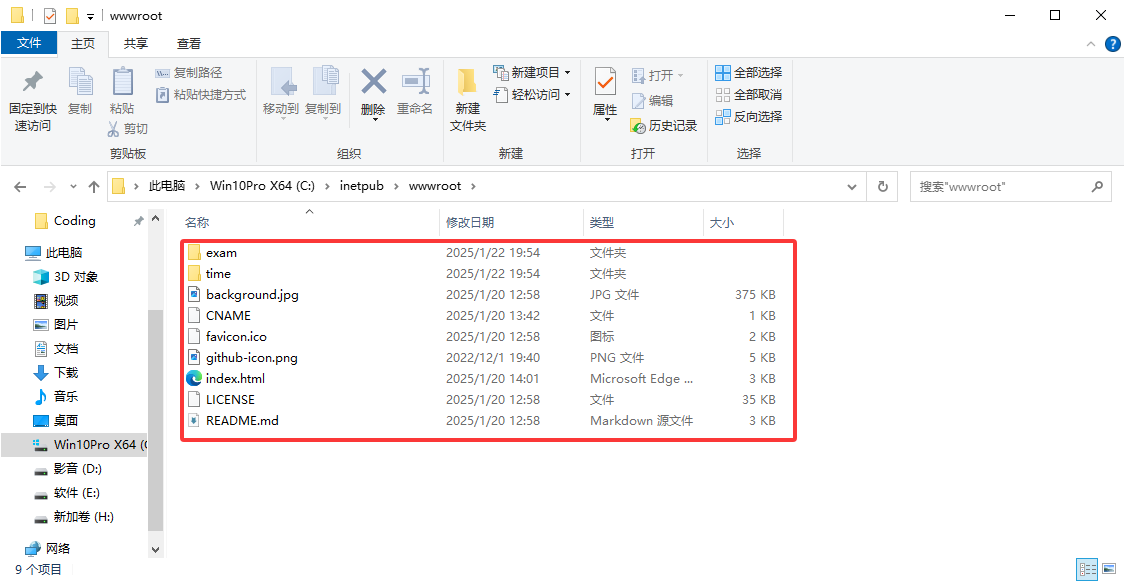 wwwroot
文件 主页 共享 查看
固定到快速访问
复制
粘贴
复制路径
粘贴快捷方式
剪切
剪贴板
移动到
复制到
删除
重命名
组织
新建文件夹
新建项目
轻松访问
新建
属性
打开
编辑
历史记录
打开
全部选择
全部取消
反向选择
选择
此电脑 › Win10Pro X64 (C:) › inetpub › wwwroot ›
搜索"wwwroot"
Coding
此电脑
3D 对象
视频
图片
文档
下载
音乐
桌面
Win10Pro X64 (C
影音 (D:)
软件 (E:)
新加卷 (H:)
网络
名称 修改日期 类型 大小
exam 2025/1/22 19:54 文件夹
time 2025/1/22 19:54 文件夹
background.jpg 2025/1/20 12:58 JPG 文件 375 KB
CNAME 2025/1/20 13:42 文件 1 KB
favicon.ico 2025/1/20 12:58 图标 2 KB
github-icon.png 2022/12/1 19:40 PNG 文件 5 KB
index.html 2025/1/20 14:01 Microsoft Edge ... 3 KB
LICENSE 2025/1/20 12:58 文件 35 KB
README.md 2025/1/20 12:58 Markdown 源文件 3 KB
9 个项目